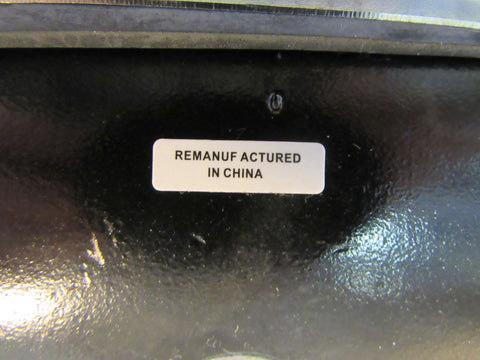 REMANUF ACTURED
IN CHINA